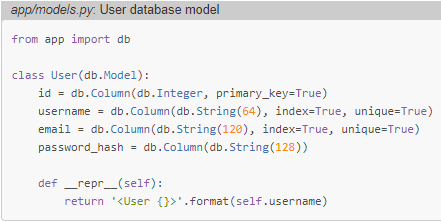 app/models.py: User database model
from app import db
class User(db.Model):
    id = db.Column(db.Integer, primary_key=True)
    username = db.Column(db.String(64), index=True, unique=True)
    email = db.Column(db.String(120), index=True, unique=True)
    password_hash = db.Column(db.String(128))
    def __repr__(self):
        return '<User {}>'.format(self.username)